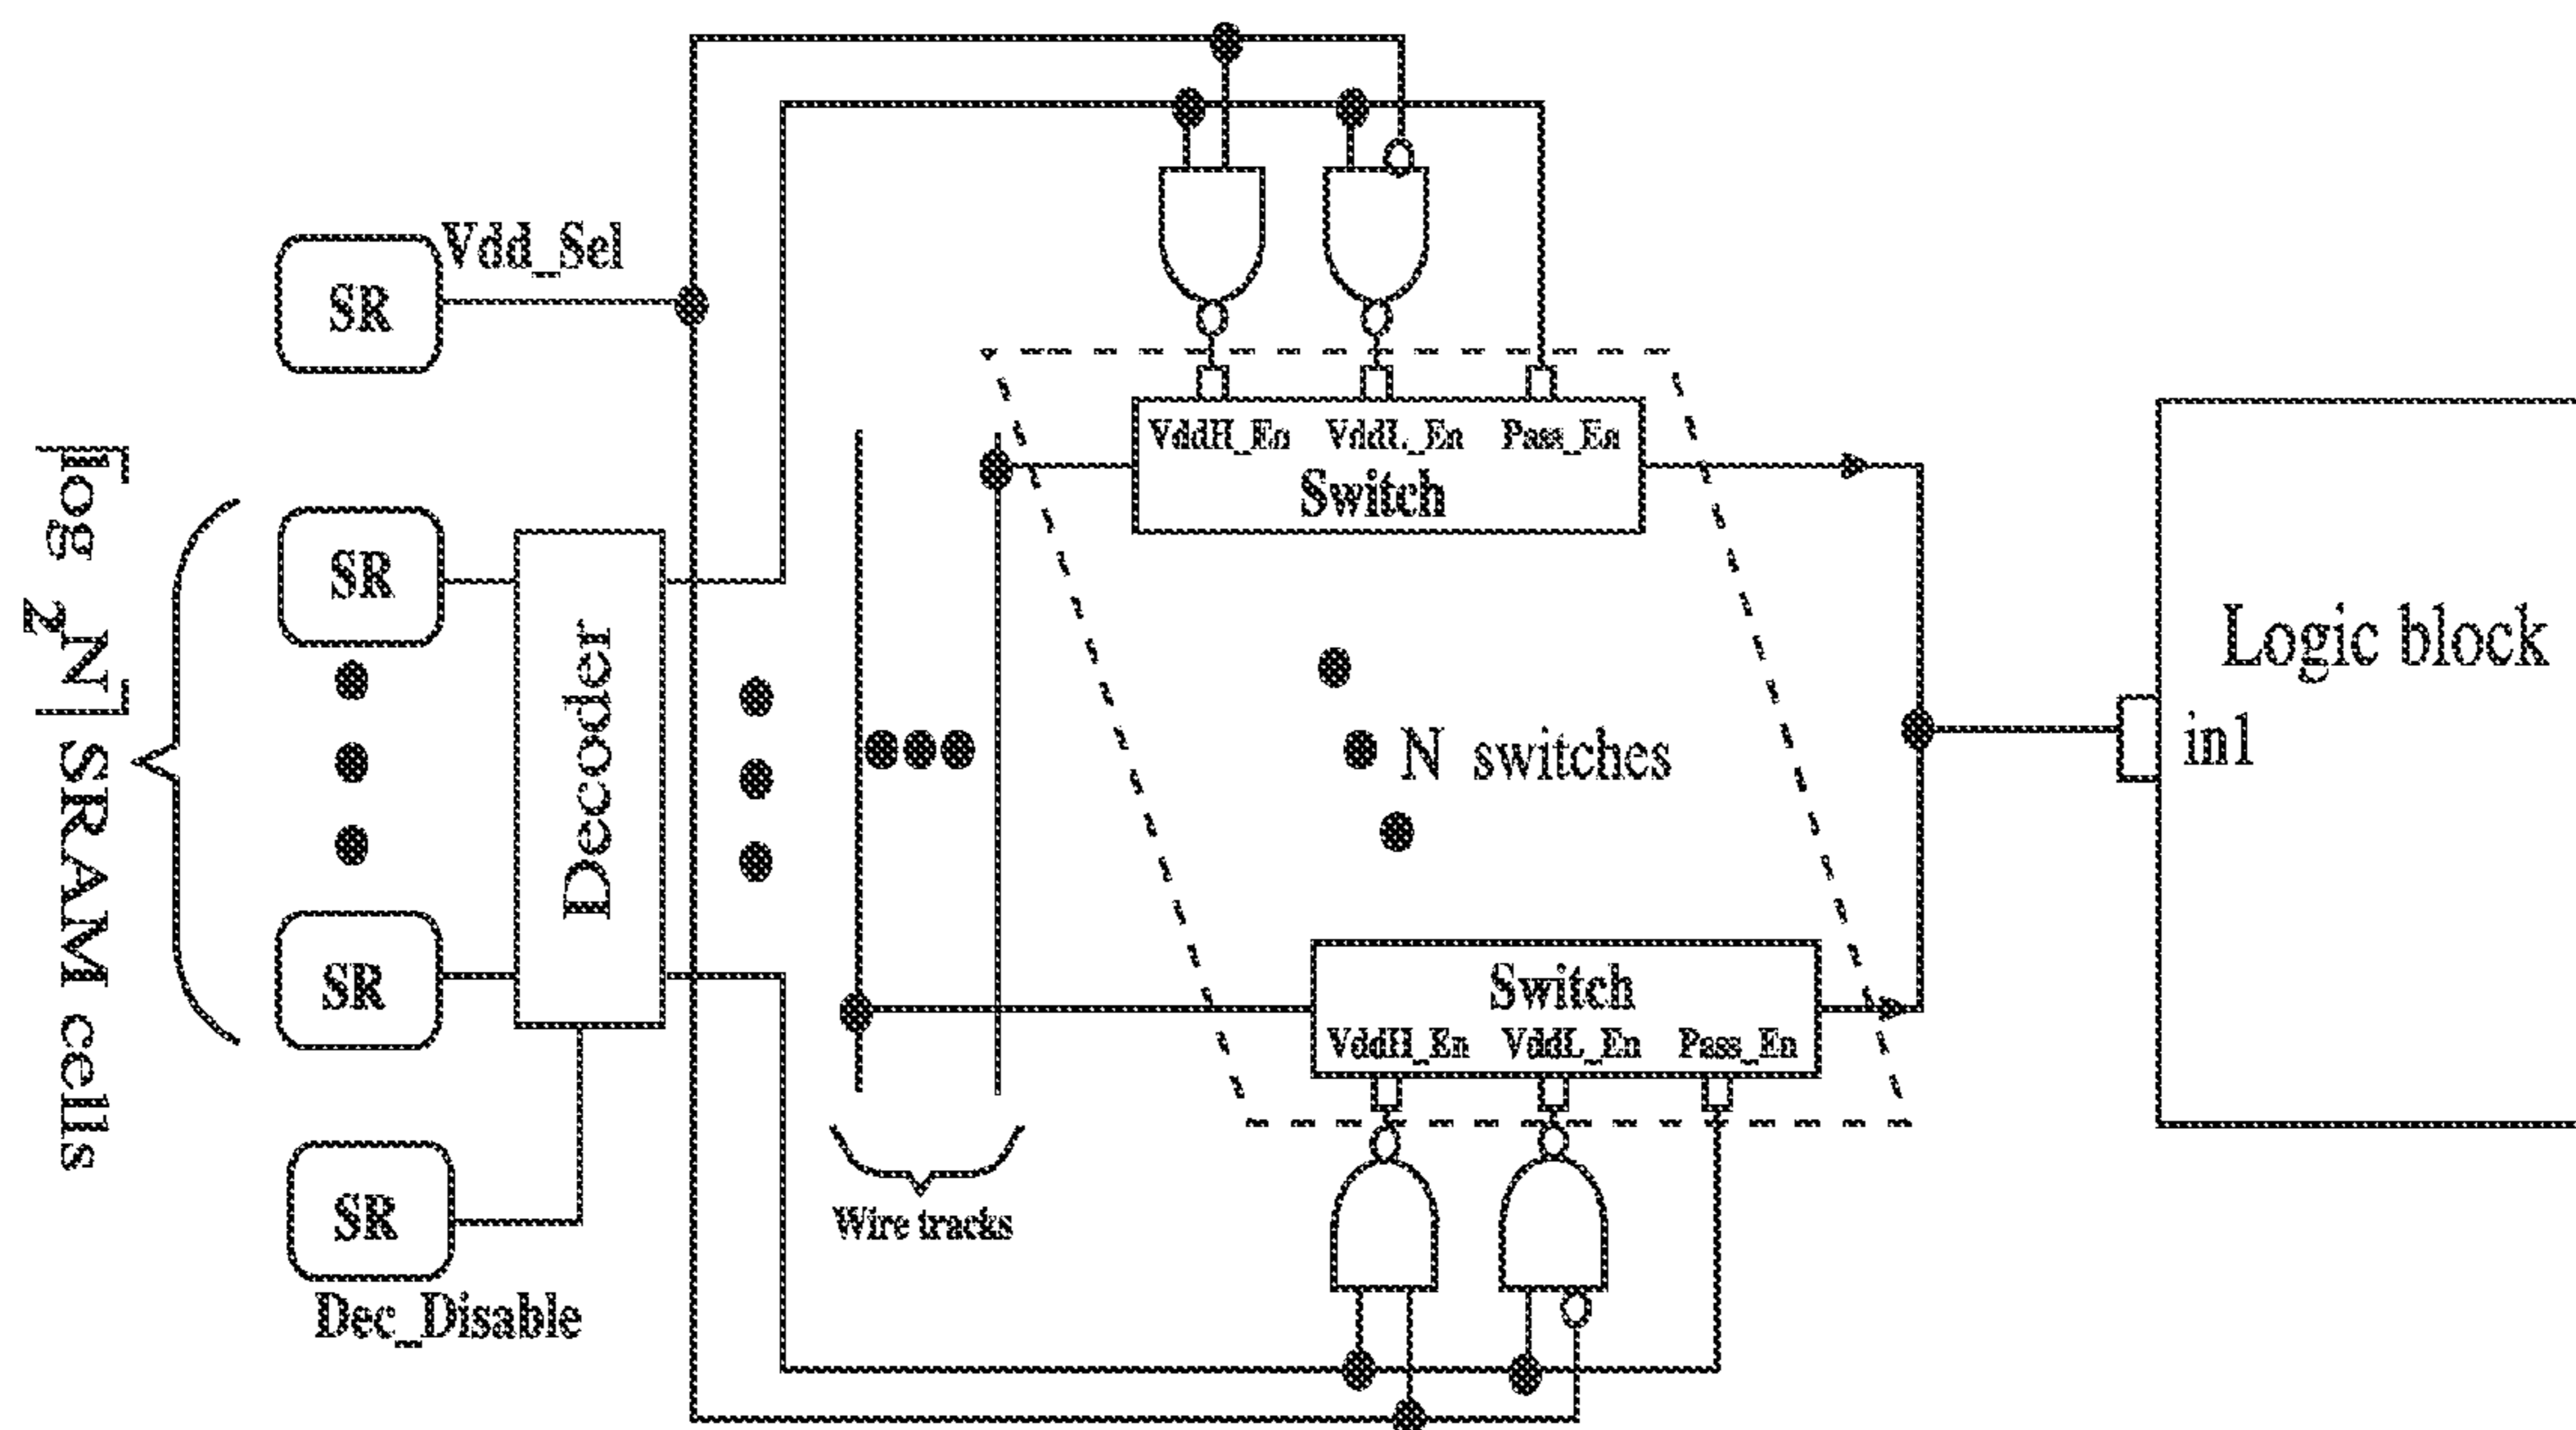 Vdd_Sel
SR
VddH_En VddL_En Pass_En
Switch
⌈log₂ N⌉ SRAM cells
SR
Decoder
Logic block
N switches
in1
SR
Switch
VddH_En VddL_En Pass_En
SR
Wire tracks
Dec_Disable